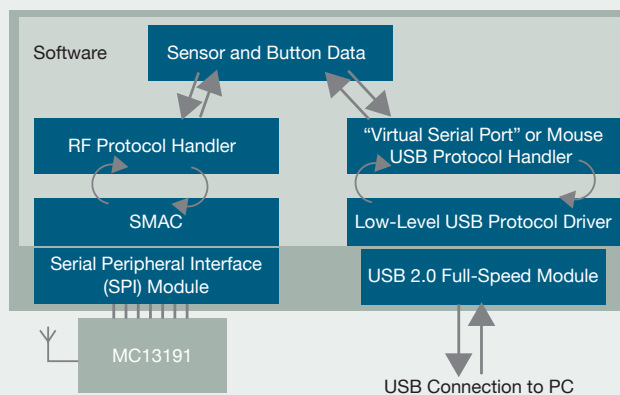 Software
Sensor and Button Data
RF Protocol Handler
“Virtual Serial Port” or Mouse
USB Protocol Handler
SMAC
Low-Level USB Protocol Driver
Serial Peripheral Interface
(SPI) Module
USB 2.0 Full-Speed Module
MC13191
USB Connection to PC